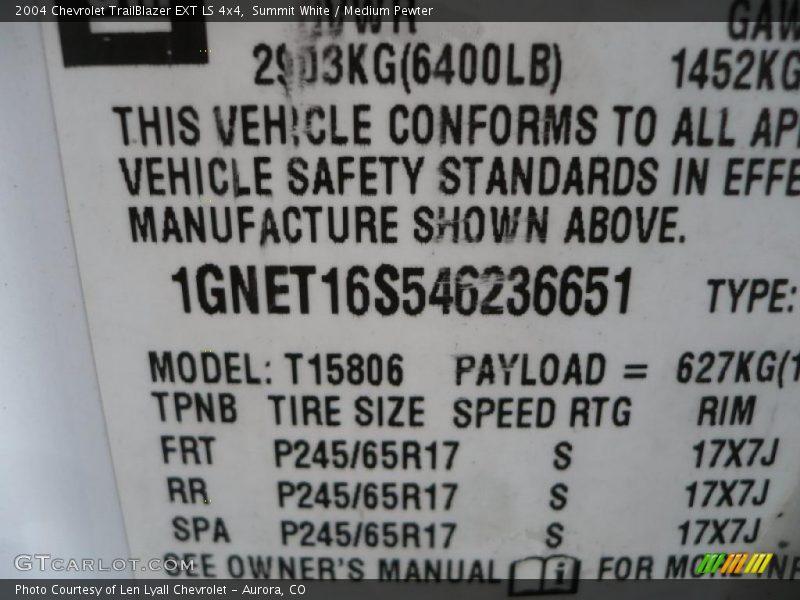 2004 Chevrolet TrailBlazer EXT LS 4x4, Summit White / Medium Pewter
2903KG(6400LB) 1452KG
THIS VEHICLE CONFORMS TO ALL AP
VEHICLE SAFETY STANDARDS IN EFFE
MANUFACTURE SHOWN ABOVE.
1GNET16S546236651 TYPE:
MODEL: T15806 PAYLOAD = 627KG(1
TPNB TIRE SIZE SPEED RTG RIM
FRT P245/65R17 S 17X7J
RR P245/65R17 S 17X7J
SPA P245/65R17 S 17X7J
SEE OWNER'S MANUAL i FOR MORE INF
GTcarlot.com
Photo Courtesy of Len Lyall Chevrolet - Aurora, CO